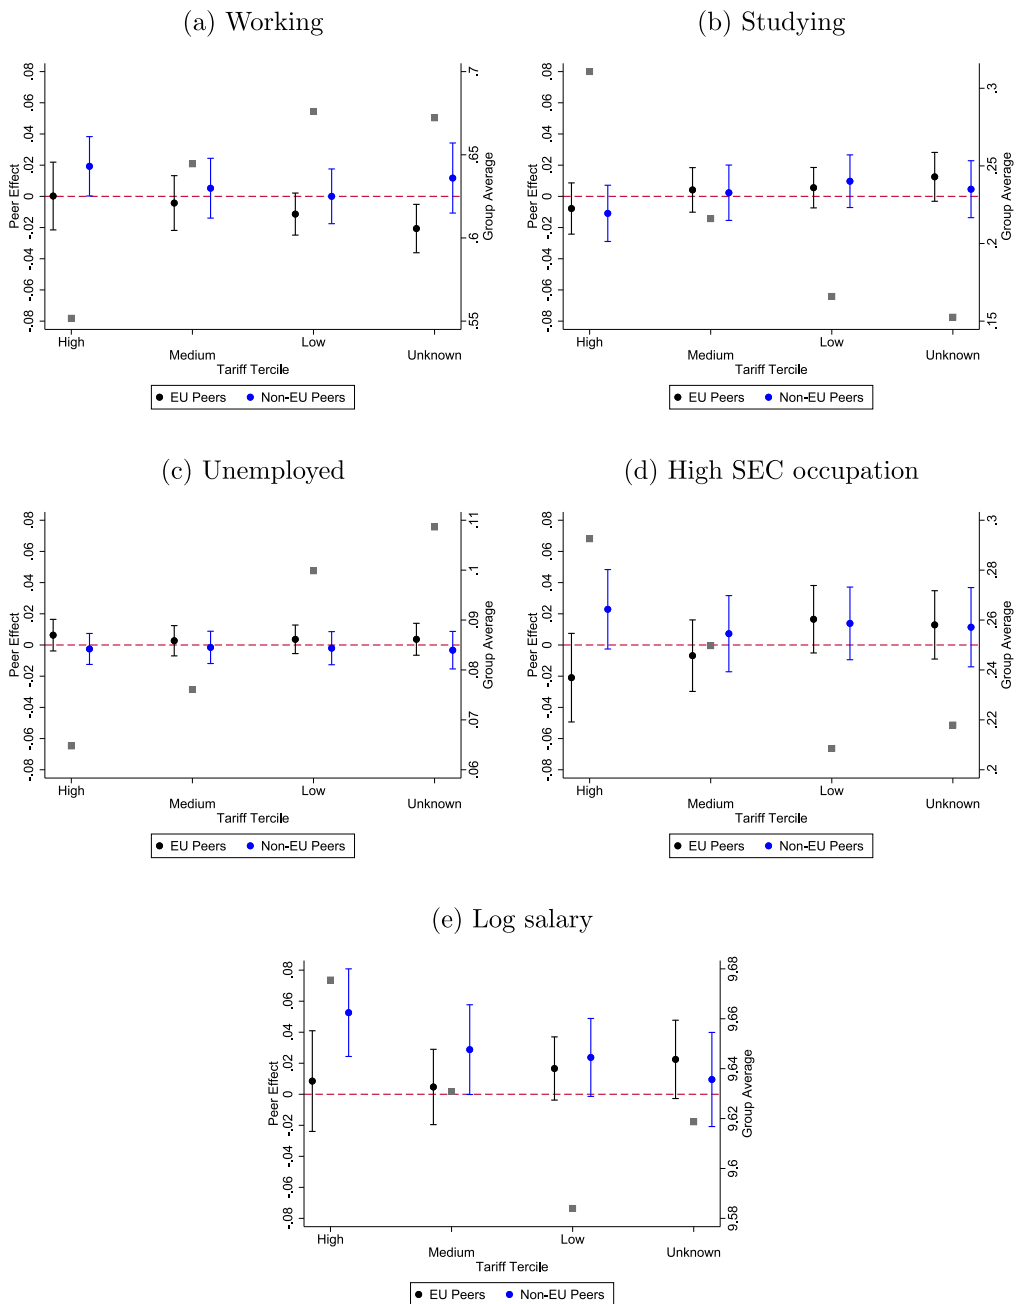 (a) Working
Peer Effect
-.08 -.06 -.04 -.02 0 .02 .04 .06 .08
Group Average
.55 .6 .65 .7
High Medium Low Unknown
Tariff Tercile
EU Peers Non-EU Peers
(b) Studying
Peer Effect
-.08 -.06 -.04 -.02 0 .02 .04 .06 .08
Group Average
.15 .2 .25 .3
High Medium Low Unknown
Tariff Tercile
EU Peers Non-EU Peers
(c) Unemployed
Peer Effect
-.08 -.06 -.04 -.02 0 .02 .04 .06 .08
Group Average
.06 .07 .08 .09 .1 .11
High Medium Low Unknown
Tariff Tercile
EU Peers Non-EU Peers
(d) High SEC occupation
Peer Effect
-.08 -.06 -.04 -.02 0 .02 .04 .06 .08
Group Average
.2 .22 .24 .26 .28 .3
High Medium Low Unknown
Tariff Tercile
EU Peers Non-EU Peers
(e) Log salary
Peer Effect
-.08 -.06 -.04 -.02 0 .02 .04 .06 .08
Group Average
9.58 9.6 9.62 9.64 9.66 9.68
High Medium Low Unknown
Tariff Tercile
EU Peers Non-EU Peers